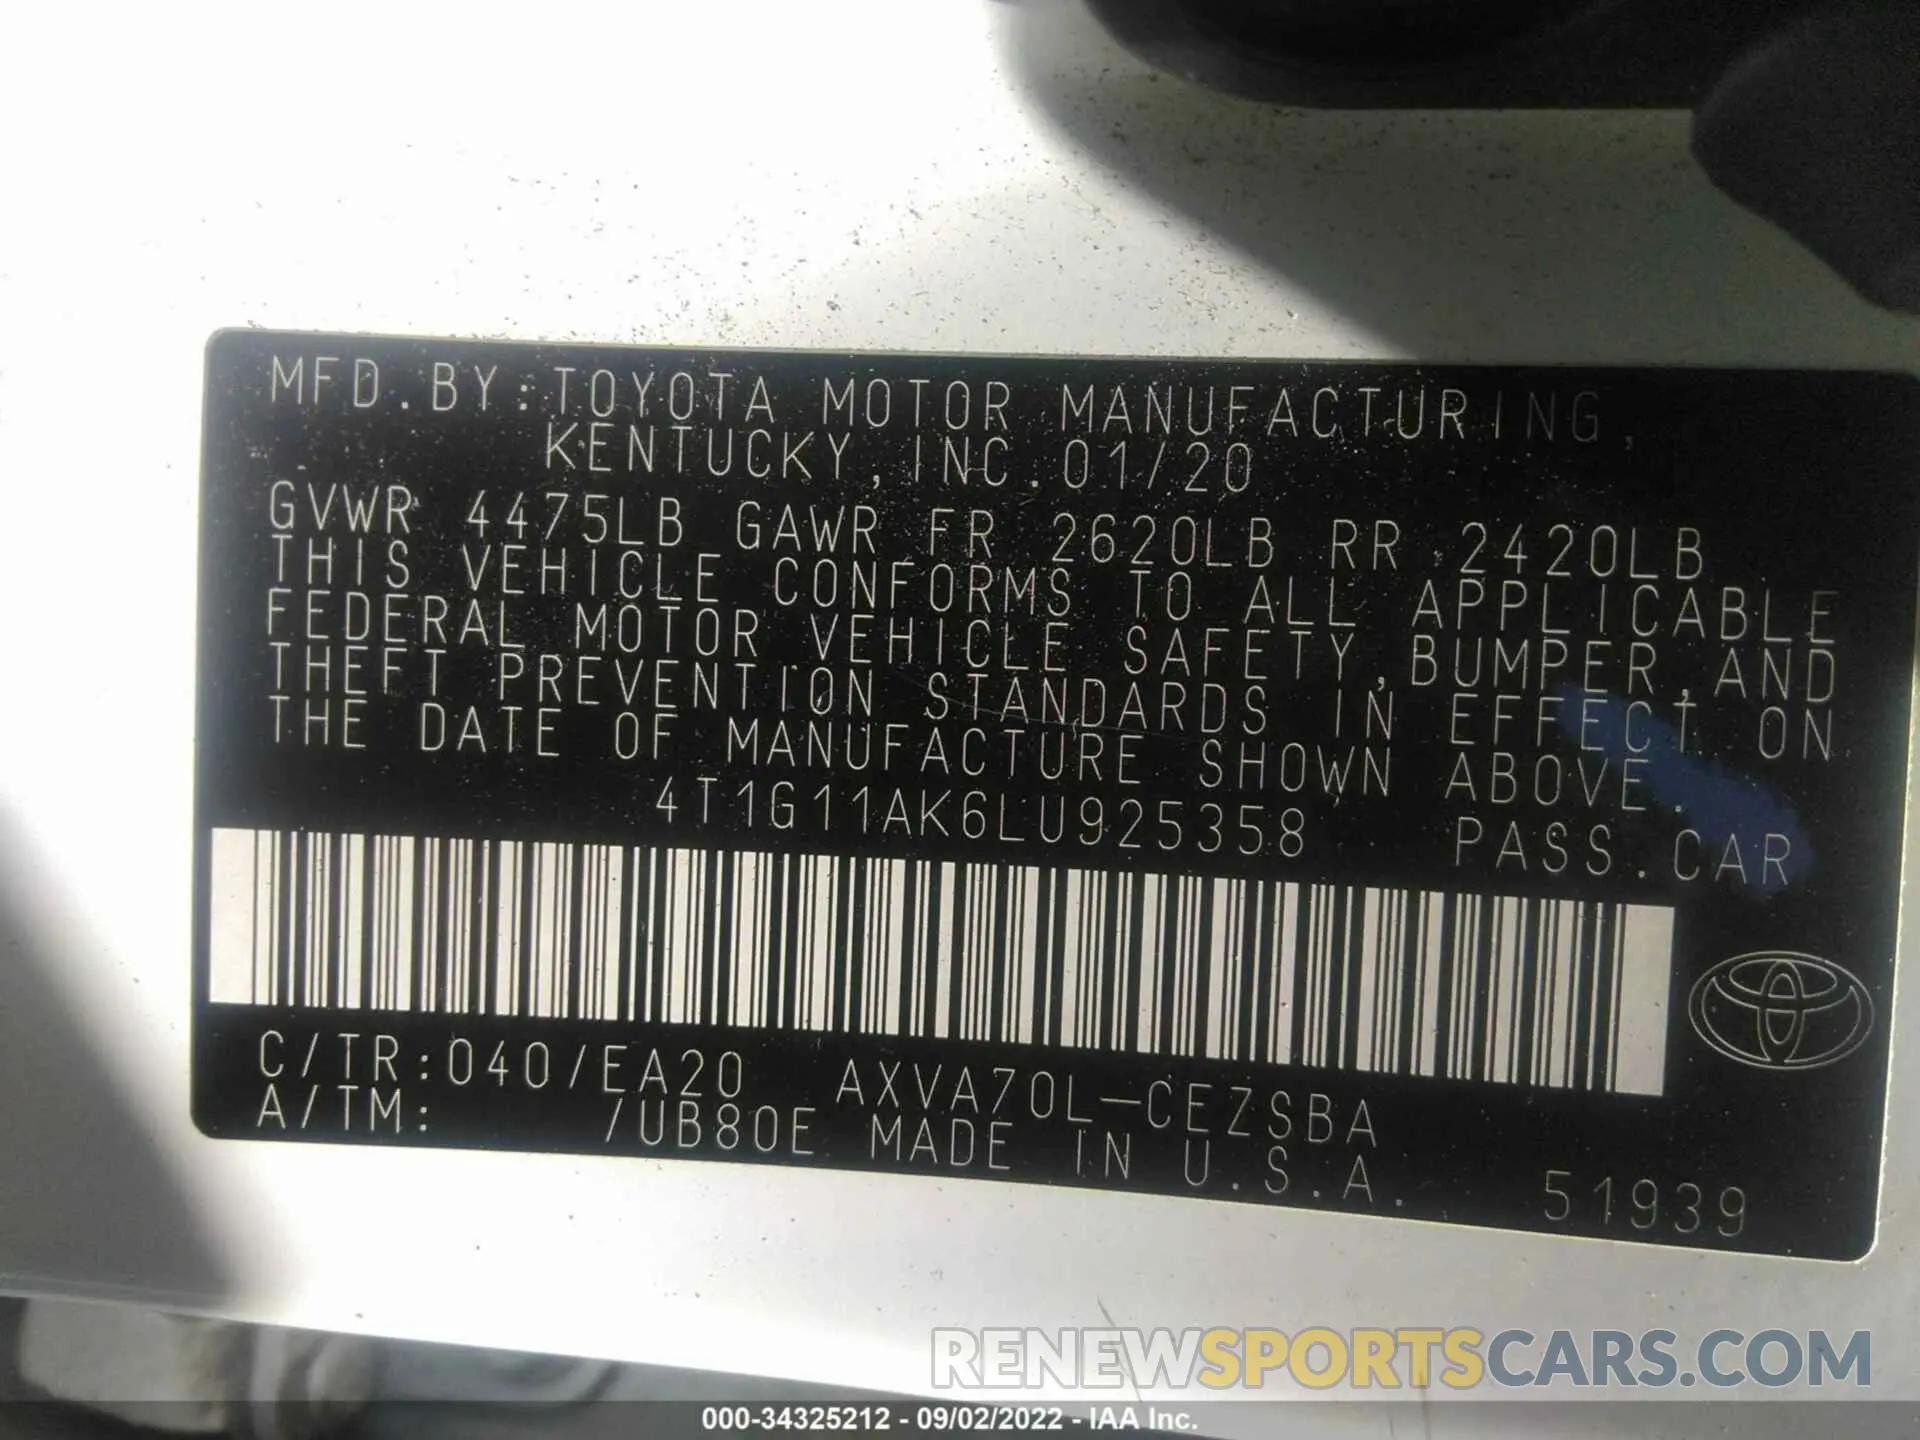 MFD.BY:TOYOTA MOTOR MANUFACTURING,
KENTUCKY,INC.01/20
GVWR 4475LB GAWR FR 2620LB RR 2420LB
THIS VEHICLE CONFORMS TO ALL APPLICABLE
FEDERAL MOTOR VEHICLE SAFETY,BUMPER,AND
THEFT PREVENTION STANDARDS IN EFFECT ON
THE DATE OF MANUFACTURE SHOWN ABOVE.
4T1G11AK6LU925358 PASS.CAR
C/TR:040/EA20 AXVA70L-CEZSBA
A/TM: /UB80E MADE IN U.S.A.
51939
RENEWSPORTSCARS.COM
000-34325212 - 09/02/2022 - IAA Inc.